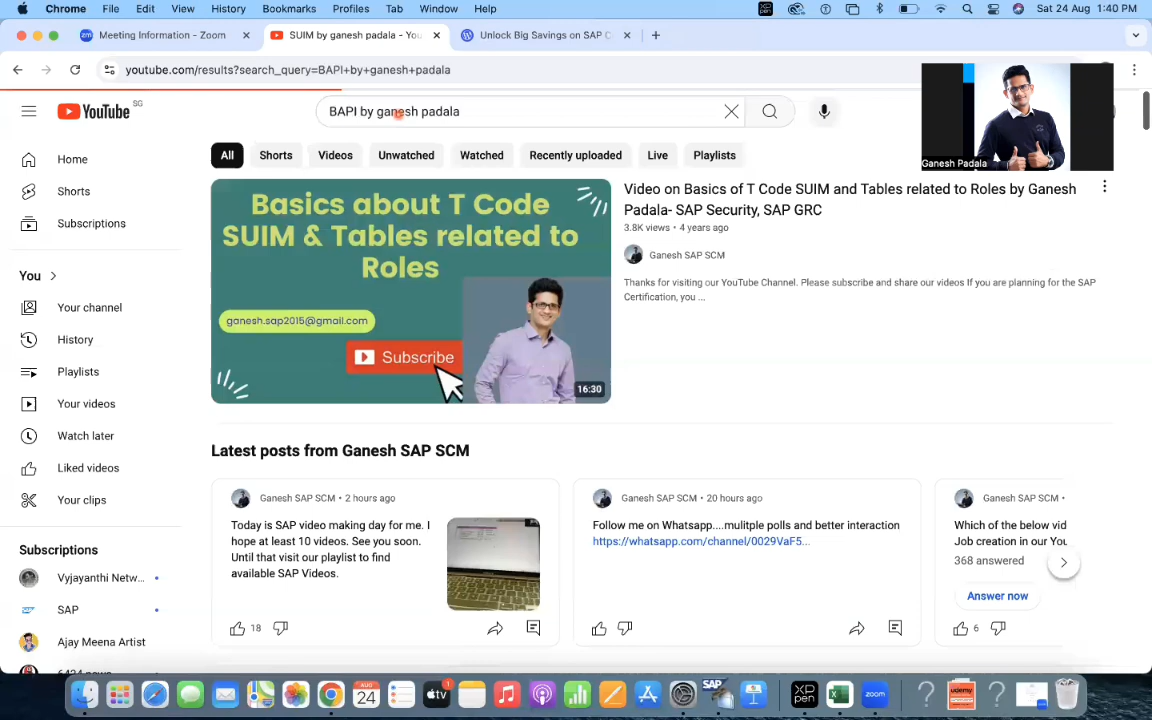 Chrome File Edit View History Bookmarks Profiles Tab Window Help Sat 24 Aug 1:40 PM
Meeting Information - Zoom
SUIM by ganesh padala - You
Unlock Big Savings on SAP C
youtube.com/results?search_query=BAPI+by+ganesh+padala
YouTube SG
BAPI by ganesh padala
Ganesh Padala
All Shorts Videos Unwatched Watched Recently uploaded Live Playlists
Home
Shorts
Subscriptions
You
Your channel
History
Playlists
Your videos
Watch later
Liked videos
Your clips
Subscriptions
Vyjayanthi Netw...
SAP
Ajay Meena Artist
Basics about T Code
SUIM & Tables related to
Roles
ganesh.sap2015@gmail.com
Subscribe
16:30
Video on Basics of T Code SUIM and Tables related to Roles by Ganesh
Padala- SAP Security, SAP GRC
3.8K views • 4 years ago
Ganesh SAP SCM
Thanks for visiting our YouTube Channel. Please subscribe and share our videos If you are planning for the SAP
Certification, you ...
Latest posts from Ganesh SAP SCM
Ganesh SAP SCM • 2 hours ago
Today is SAP video making day for me. I
hope at least 10 videos. See you soon.
Until that visit our playlist to find
available SAP Videos.
18
Ganesh SAP SCM • 20 hours ago
Follow me on Whatsapp....mulitple polls and better interaction
https://whatsapp.com/channel/0029VaF5...
Ganesh SAP SCM •
Which of the below vid
Job creation in our You
368 answered
Answer now
6
tv
1
AUG
24
SAP
XP
PEN
zoom
udemy